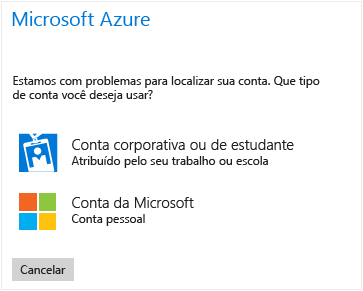 Microsoft Azure
Estamos com problemas para localizar sua conta. Que tipo
de conta você deseja usar?
Conta corporativa ou de estudante
Atribuído pelo seu trabalho ou escola
Conta da Microsoft
Conta pessoal
Cancelar